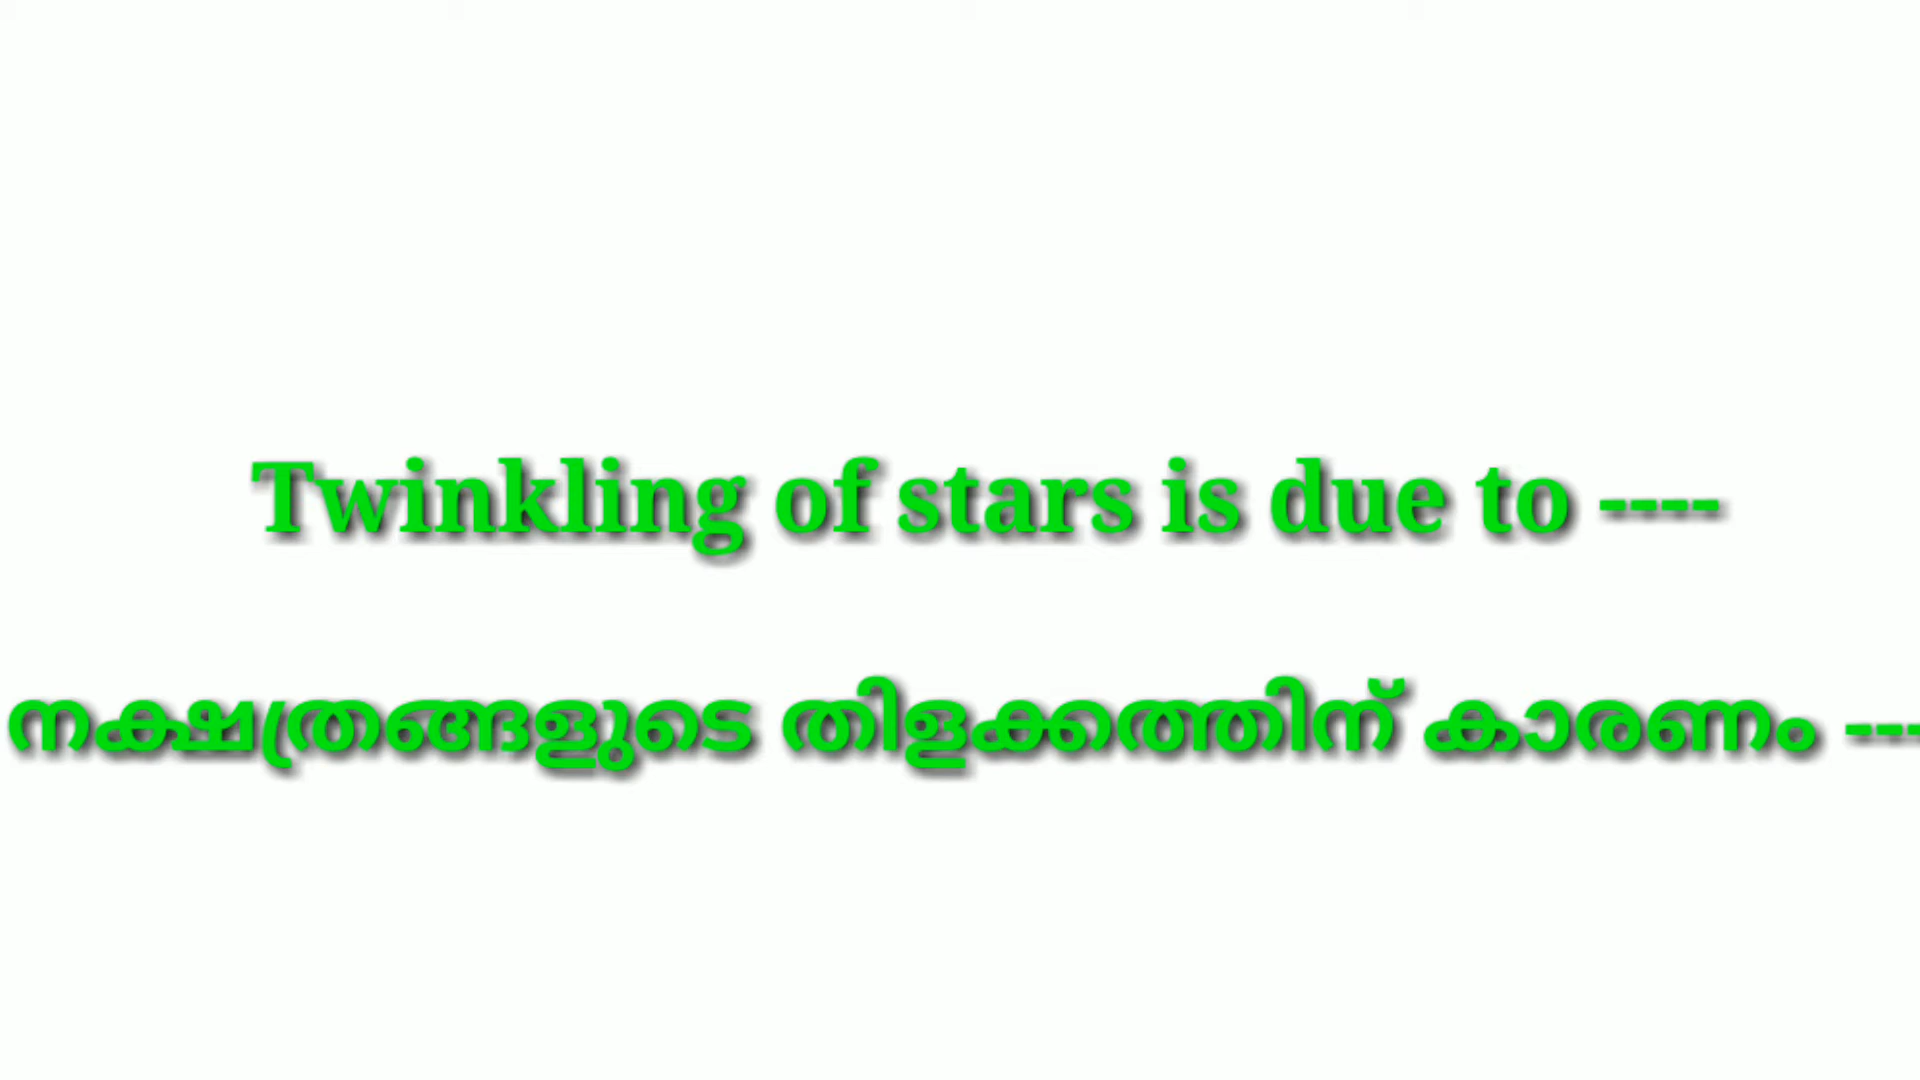 Twinkling of stars is due to ----
നക്ഷത്രങ്ങളുടെ തിളക്കത്തിന് കാരണം ---